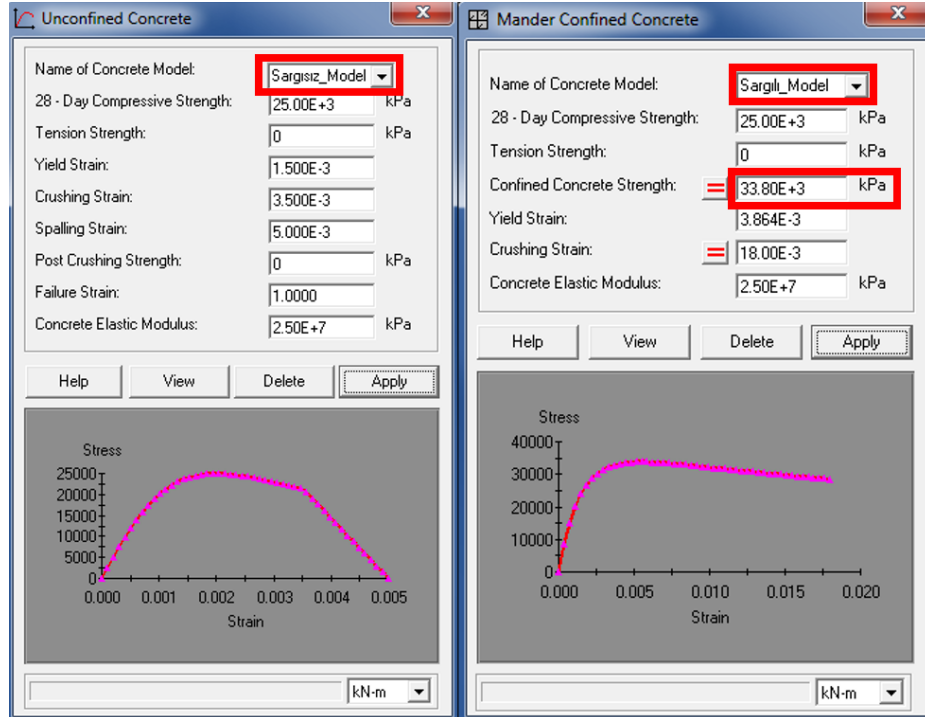 Unconfined Concrete
Name of Concrete Model: Sargısız_Model
28 - Day Compressive Strength: 25.00E+3 kPa
Tension Strength: 0 kPa
Yield Strain: 1.500E-3
Crushing Strain: 3.500E-3
Spalling Strain: 5.000E-3
Post Crushing Strength: 0 kPa
Failure Strain: 1.0000
Concrete Elastic Modulus: 2.50E+7 kPa
Help View Delete Apply
Stress
25000
20000
15000
10000
5000
0
0.000 0.001 0.002 0.003 0.004 0.005
Strain
kN-m
Mander Confined Concrete
Name of Concrete Model: Sargılı_Model
28 - Day Compressive Strength: 25.00E+3 kPa
Tension Strength: 0 kPa
Confined Concrete Strength: = 33.80E+3 kPa
Yield Strain: 3.864E-3
Crushing Strain: = 18.00E-3
Concrete Elastic Modulus: 2.50E+7 kPa
Help View Delete Apply
Stress
40000
30000
20000
10000
0
0.000 0.005 0.010 0.015 0.020
Strain
kN-m